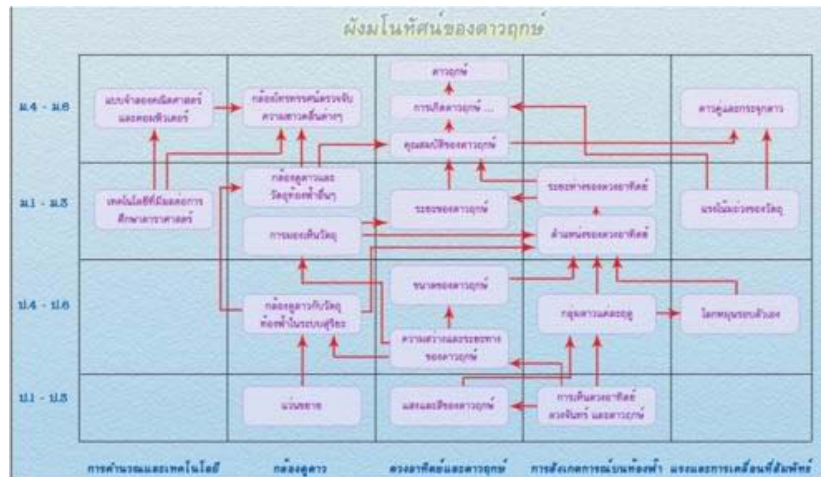 ผังมโนทัศน์ของดาวฤกษ์
ม.4 - ม.6
แบบจำลองคณิตศาสตร์
และคอมพิวเตอร์
กล้องโทรทรรศน์ตรวจจับ
ความยาวคลื่นต่างๆ
ดาวฤกษ์
การเกิดดาวฤกษ์ ...
คุณสมบัติของดาวฤกษ์
ดาวคู่และกระจุกดาว
ม.1 - ม.3
เทคโนโลยีที่มีผลต่อการ
ศึกษาดาราศาสตร์
กล้องดูดาวและ
วัตถุท้องฟ้าอื่นๆ
การมองเห็นวัตถุ
ระยะของดาวฤกษ์
ระยะทางของดวงอาทิตย์
ตำแหน่งของดวงอาทิตย์
แรงโน้มถ่วงของวัตถุ
ป.4 - ป.6
กล้องดูดาวกับวัตถุ
ท้องฟ้าในระบบสุริยะ
ขนาดของดาวฤกษ์
ความสว่างและระยะทาง
ของดาวฤกษ์
กลุ่มดาวแต่ละฤดู
โลกหมุนรอบตัวเอง
ป.1 - ป.3
แว่นขยาย
แสงและสีของดาวฤกษ์
การเห็นดวงอาทิตย์
ดวงจันทร์ และดาวฤกษ์
การคำนวณและเทคโนโลยี
กล้องดูดาว
ดวงอาทิตย์และดาวฤกษ์
การสังเกตการณ์บนท้องฟ้า
แรงและการเคลื่อนที่สัมพัทธ์